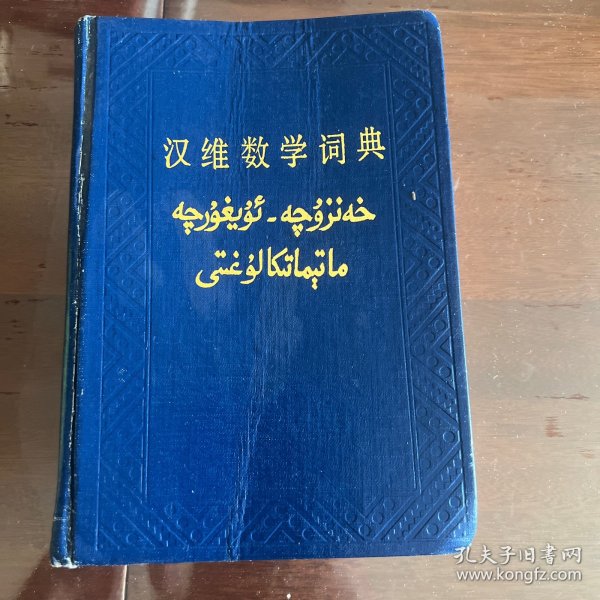 汉维数学词典
خەنزۇچە - ئۇيغۇرچە
ماتېماتىكا لۇغىتى
孔夫子旧书网
www.kongfz.com